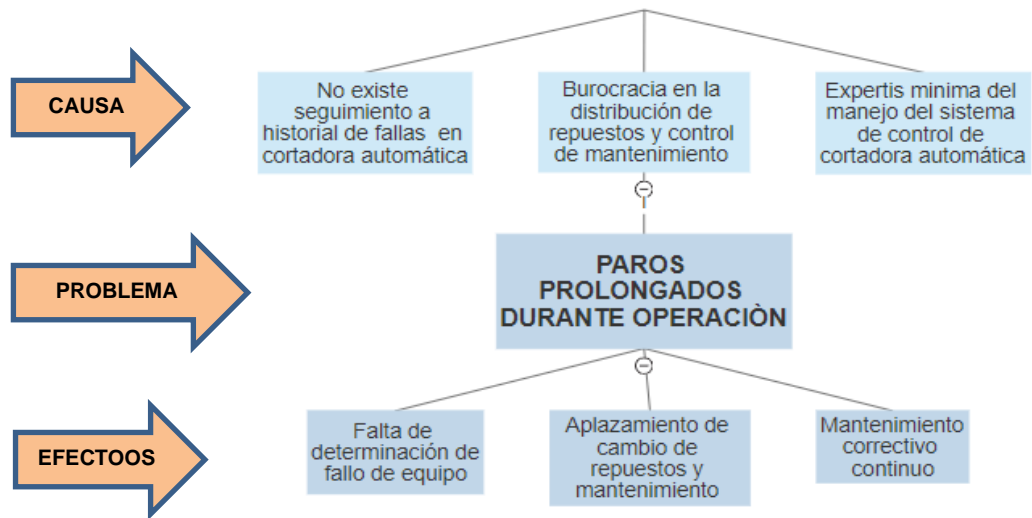 CAUSA
No existe
seguimiento a
historial de fallas en
cortadora automática
Burocracia en la
distribución de
repuestos y control
de mantenimiento
Expertis minima del
manejo del sistema
de control de
cortadora automática
PROBLEMA
PAROS
PROLONGADOS
DURANTE OPERACIÒN
EFECTOOS
Falta de
determinación de
fallo de equipo
Aplazamiento de
cambio de
repuestos y
mantenimiento
Mantenimiento
correctivo
continuo